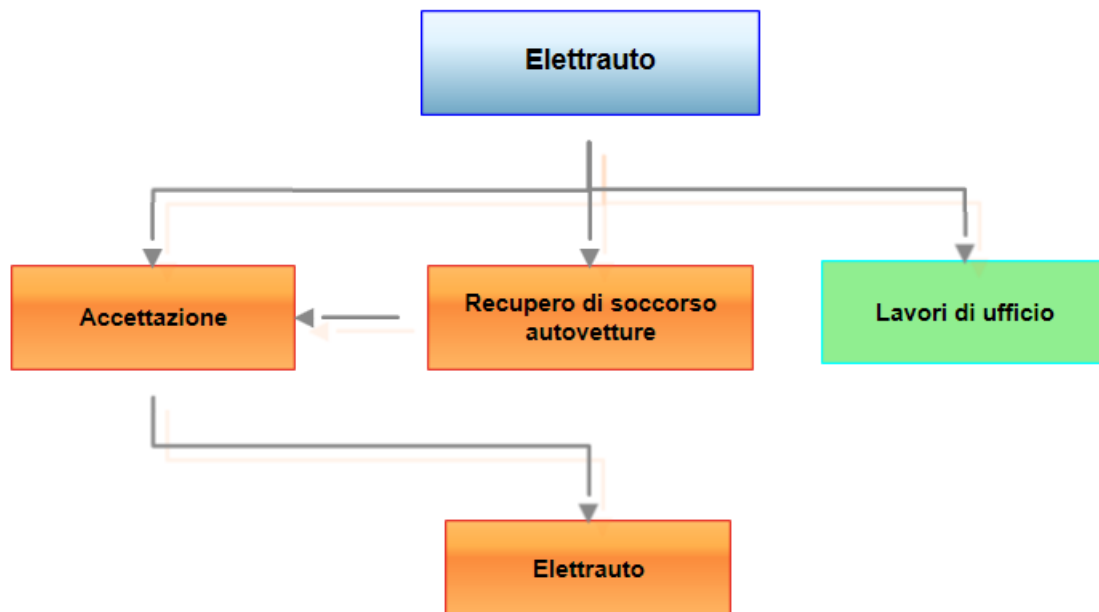 Elettrauto
Accettazione
Recupero di soccorso
autovetture
Lavori di ufficio
Elettrauto